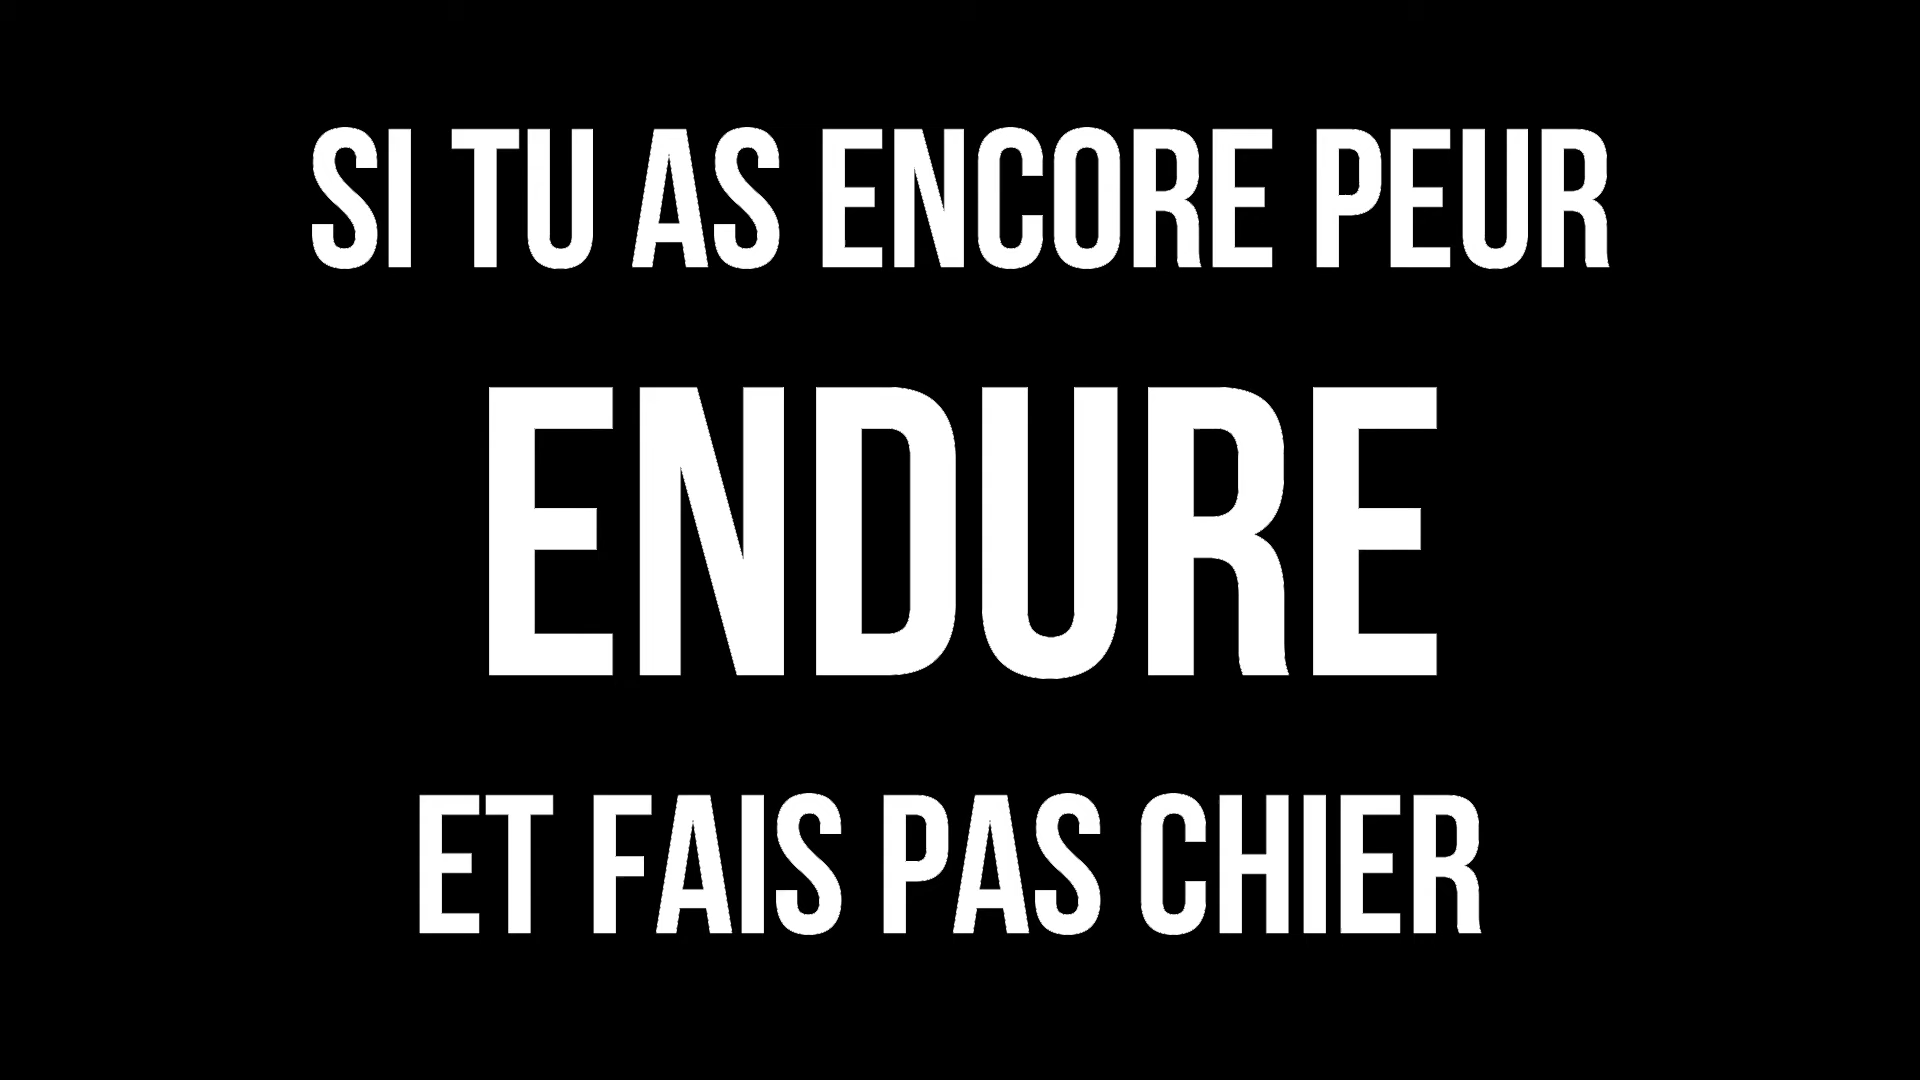 SI TU AS ENCORE PEUR
ENDURE
ET FAIS PAS CHIER